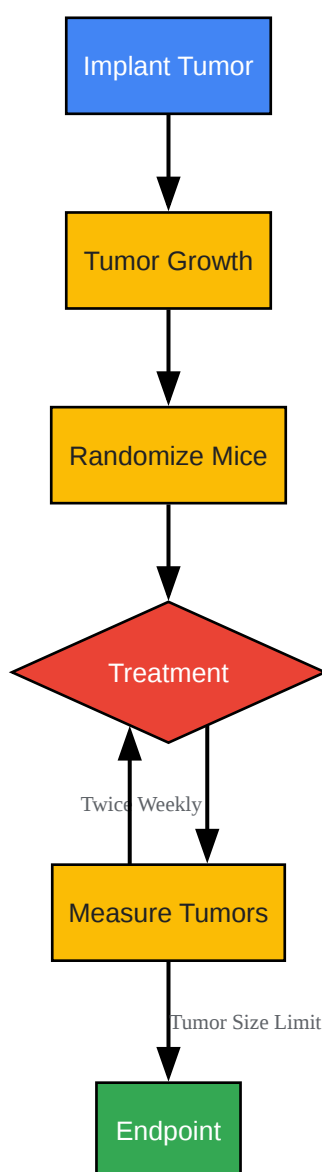 Implant Tumor
Tumor Growth
Randomize Mice
Treatment
Twice Weekly
Measure Tumors
Tumor Size Limit
Endpoint